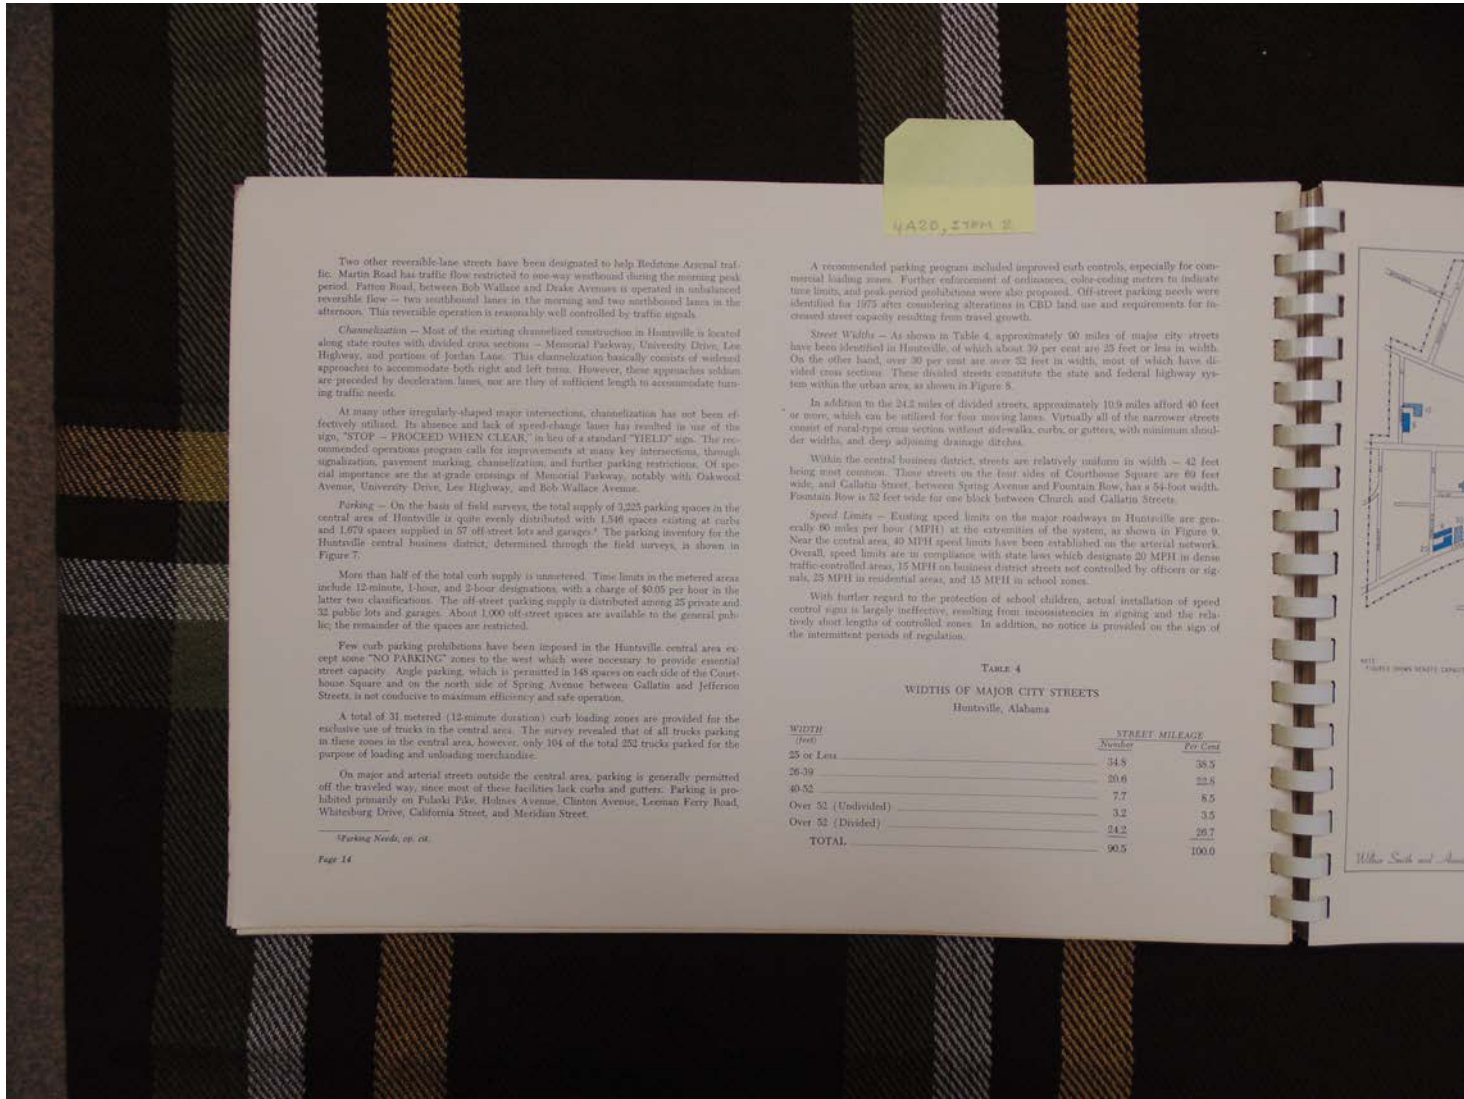 4A20, ITEM 2
Two other reversible-lane streets have been designated to help Redstone Arsenal traf-
fic. Martin Road has traffic flow restricted to one-way westbound during the morning peak
period. Patton Road, between Bob Wallace and Drake Avenues is operated in unbalanced
reversible flow — two southbound lanes in the morning and two northbound lanes in the
afternoon. This reversible operation is reasonably well controlled by traffic signals.
Channelization — Most of the existing channelized construction in Huntsville is located
along state routes with divided cross sections — Memorial Parkway, University Drive, Lee
Highway, and portions of Jordan Lane. This channelization basically consists of widened
approaches to accommodate both right and left turns. However, these approaches seldom
are preceded by deceleration lanes, nor are they of sufficient length to accommodate turn-
ing traffic needs.
At many other irregularly-shaped major intersections, channelization has not been ef-
fectively utilized. Its absence and lack of speed-change lanes has resulted in use of the
sign, "STOP — PROCEED WHEN CLEAR," in lieu of a standard "YIELD" sign. The rec-
ommended operations program calls for improvements at many key intersections, through
signalization, pavement marking, channelization, and further parking restrictions. Of spe-
cial importance are the at-grade crossings of Memorial Parkway, notably with Oakwood
Avenue, University Drive, Lee Highway, and Bob Wallace Avenue.
Parking — On the basis of field surveys, the total supply of 3,225 parking spaces in the
central area of Huntsville is quite evenly distributed with 1,546 spaces existing at curbs
and 1,679 spaces supplied in 57 off-street lots and garages. The parking inventory for the
Huntsville central business district, determined through the field surveys, is shown in
Figure 7.
More than half of the total curb supply is unmetered. Time limits in the metered areas
include 12-minute, 1-hour, and 2-hour designations, with a charge of $0.05 per hour in the
latter two classifications. The off-street parking supply is distributed among 25 private and
32 public lots and garages. About 1,000 off-street spaces are available to the general pub-
lic; the remainder of the spaces are restricted.
Few curb parking prohibitions have been imposed in the Huntsville central area ex-
cept some "NO PARKING" zones to the west which were necessary to provide essential
street capacity. Angle parking, which is permitted in 148 spaces on each side of the Court-
house Square and on the north side of Spring Avenue between Gallatin and Jefferson
Streets, is not conducive to maximum efficiency and safe operation.
A total of 31 metered (12-minute duration) curb loading zones are provided for the
exclusive use of trucks in the central area. The survey revealed that of all trucks parking
in these zones in the central area, however, only 104 of the total 252 trucks parked for the
purpose of loading and unloading merchandise.
On major and arterial streets outside the central area, parking is generally permitted
off the traveled way, since most of these facilities lack curbs and gutters. Parking is pro-
hibited primarily on Pulaski Pike, Holmes Avenue, Clinton Avenue, Leeman Ferry Road,
Whitesburg Drive, California Street, and Meridian Street.
Parking Needs, op. cit.
Page 14
A recommended parking program included improved curb controls, especially for com-
mercial loading zones. Further enforcement of ordinances, color-coding meters to indicate
time limits, and peak-period prohibitions were also proposed. Off-street parking needs were
identified for 1975 after considering alterations in CBD land use and requirements for in-
creased street capacity resulting from travel growth.
Street Widths — As shown in Table 4, approximately 90 miles of major city streets
have been identified in Huntsville, of which about 39 per cent are 25 feet or less in width.
On the other hand, over 30 per cent are over 52 feet in width, most of which have di-
vided cross sections. These divided streets constitute the state and federal highway sys-
tem within the urban area, as shown in Figure 8.
In addition to the 24.2 miles of divided streets, approximately 10.9 miles afford 40 feet
or more, which can be utilized for four moving lanes. Virtually all of the narrower streets
consist of rural-type cross section without sidewalks, curbs, or gutters, with minimum shoul-
der widths, and deep adjoining drainage ditches.
Within the central business district, streets are relatively uniform in width — 42 feet
being most common. Those streets on the four sides of Courthouse Square are 69 feet
wide, and Gallatin Street, between Spring Avenue and Fountain Row, has a 54-foot width.
Fountain Row is 52 feet wide for one block between Church and Gallatin Streets.
Speed Limits — Existing speed limits on the major roadways in Huntsville are gen-
erally 60 miles per hour (MPH) at the extremities of the system, as shown in Figure 9.
Near the central area, 40 MPH speed limits have been established on the arterial network.
Overall, speed limits are in compliance with state laws which designate 20 MPH in dense
traffic-controlled areas, 15 MPH on business district streets not controlled by officers or sig-
nals, 25 MPH in residential areas, and 15 MPH in school zones.
With further regard to the protection of school children, actual installation of speed
control signs is largely ineffective, resulting from inconsistencies in signing and the rela-
tively short lengths of controlled zones. In addition, no notice is provided on the sign of
the intermittent periods of regulation.
TABLE 4
WIDTHS OF MAJOR CITY STREETS
Huntsville, Alabama
WIDTH STREET MILEAGE
(feet) Number Per Cent
25 or Less 34.8 38.5
26-39 20.6 22.8
40-52 7.7 8.5
Over 52 (Undivided) 3.2 3.5
Over 52 (Divided) 24.2 26.7
TOTAL 90.5 100.0
NOTE:
FIGURES SHOWN DENOTE CAPACIT
Wilbur Smith and Assoc